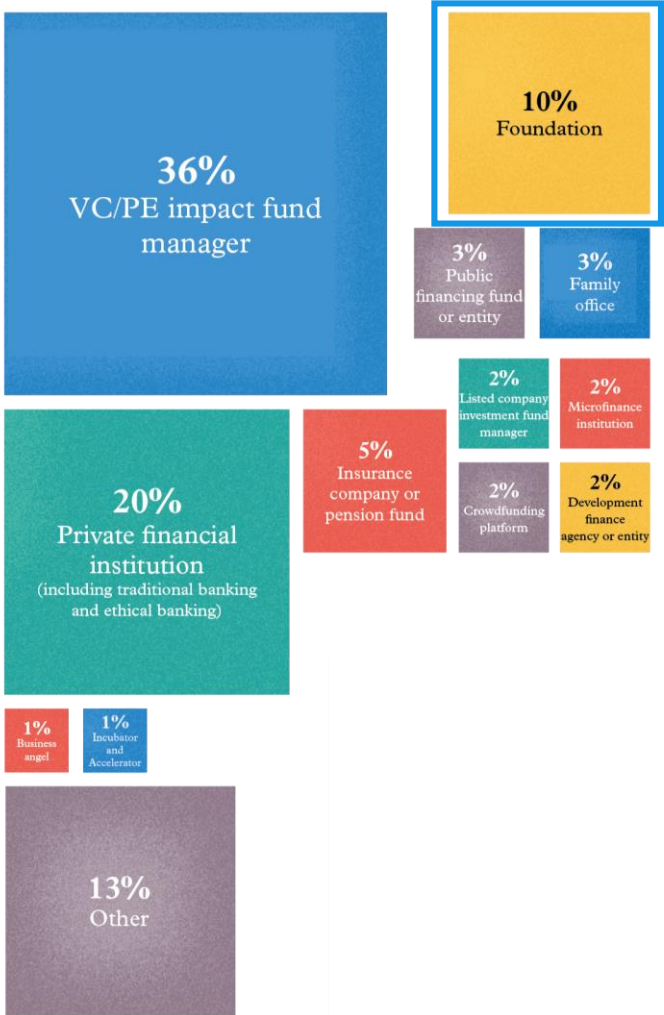 36%
VC/PE impact fund
manager
10%
Foundation
3%
Public
financing fund
or entity
3%
Family
office
2%
Listed company
investment fund
manager
2%
Microfinance
institution
20%
Private financial
institution
(including traditional banking
and ethical banking)
5%
Insurance
company or
pension fund
2%
Crowdfunding
platform
2%
Development
finance
agency or entity
1%
Business
angel
1%
Incubator
and
Accelerator
13%
Other